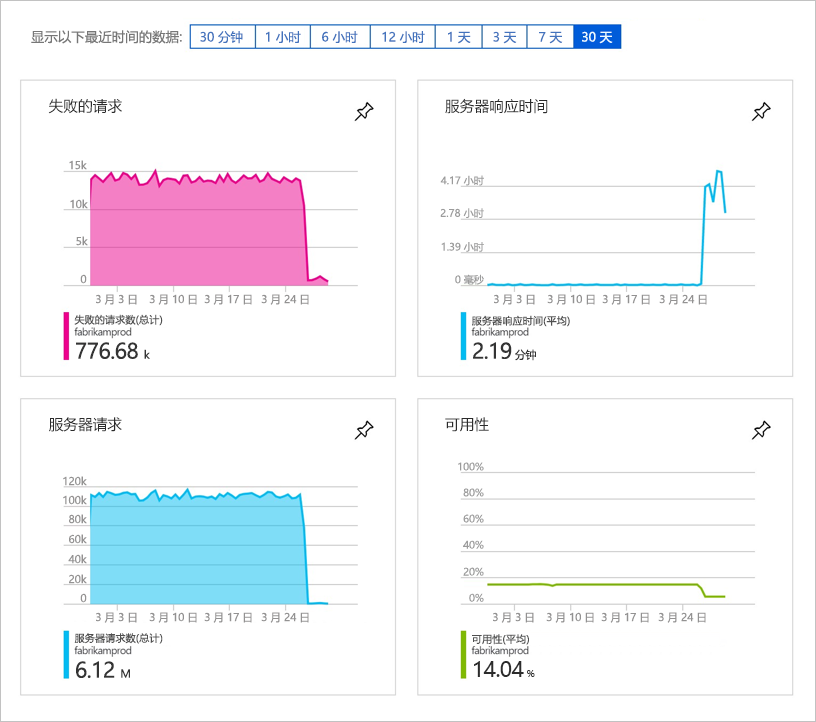 显示以下最近时间的数据: 30 分钟 1 小时 6 小时 12 小时 1 天 3 天 7 天 30 天
失败的请求
15k
10k
5k
0
3 月 3 日 3 月 10 日 3 月 17 日 3 月 24 日
失败的请求数(总计)
fabrikamprod
776.68 k
服务器响应时间
4.17 小时
2.78 小时
1.39 小时
0 毫秒
3 月 3 日 3 月 10 日 3 月 17 日 3 月 24 日
服务器响应时间(平均)
fabrikamprod
2.19 分钟
服务器请求
120k
100k
80k
60k
40k
20k
0
3 月 3 日 3 月 10 日 3 月 17 日 3 月 24 日
服务器请求数(总计)
fabrikamprod
6.12 M
可用性
100%
80%
60%
40%
20%
0%
3 月 3 日 3 月 10 日 3 月 17 日 3 月 24 日
可用性(平均)
fabrikamprod
14.04 %